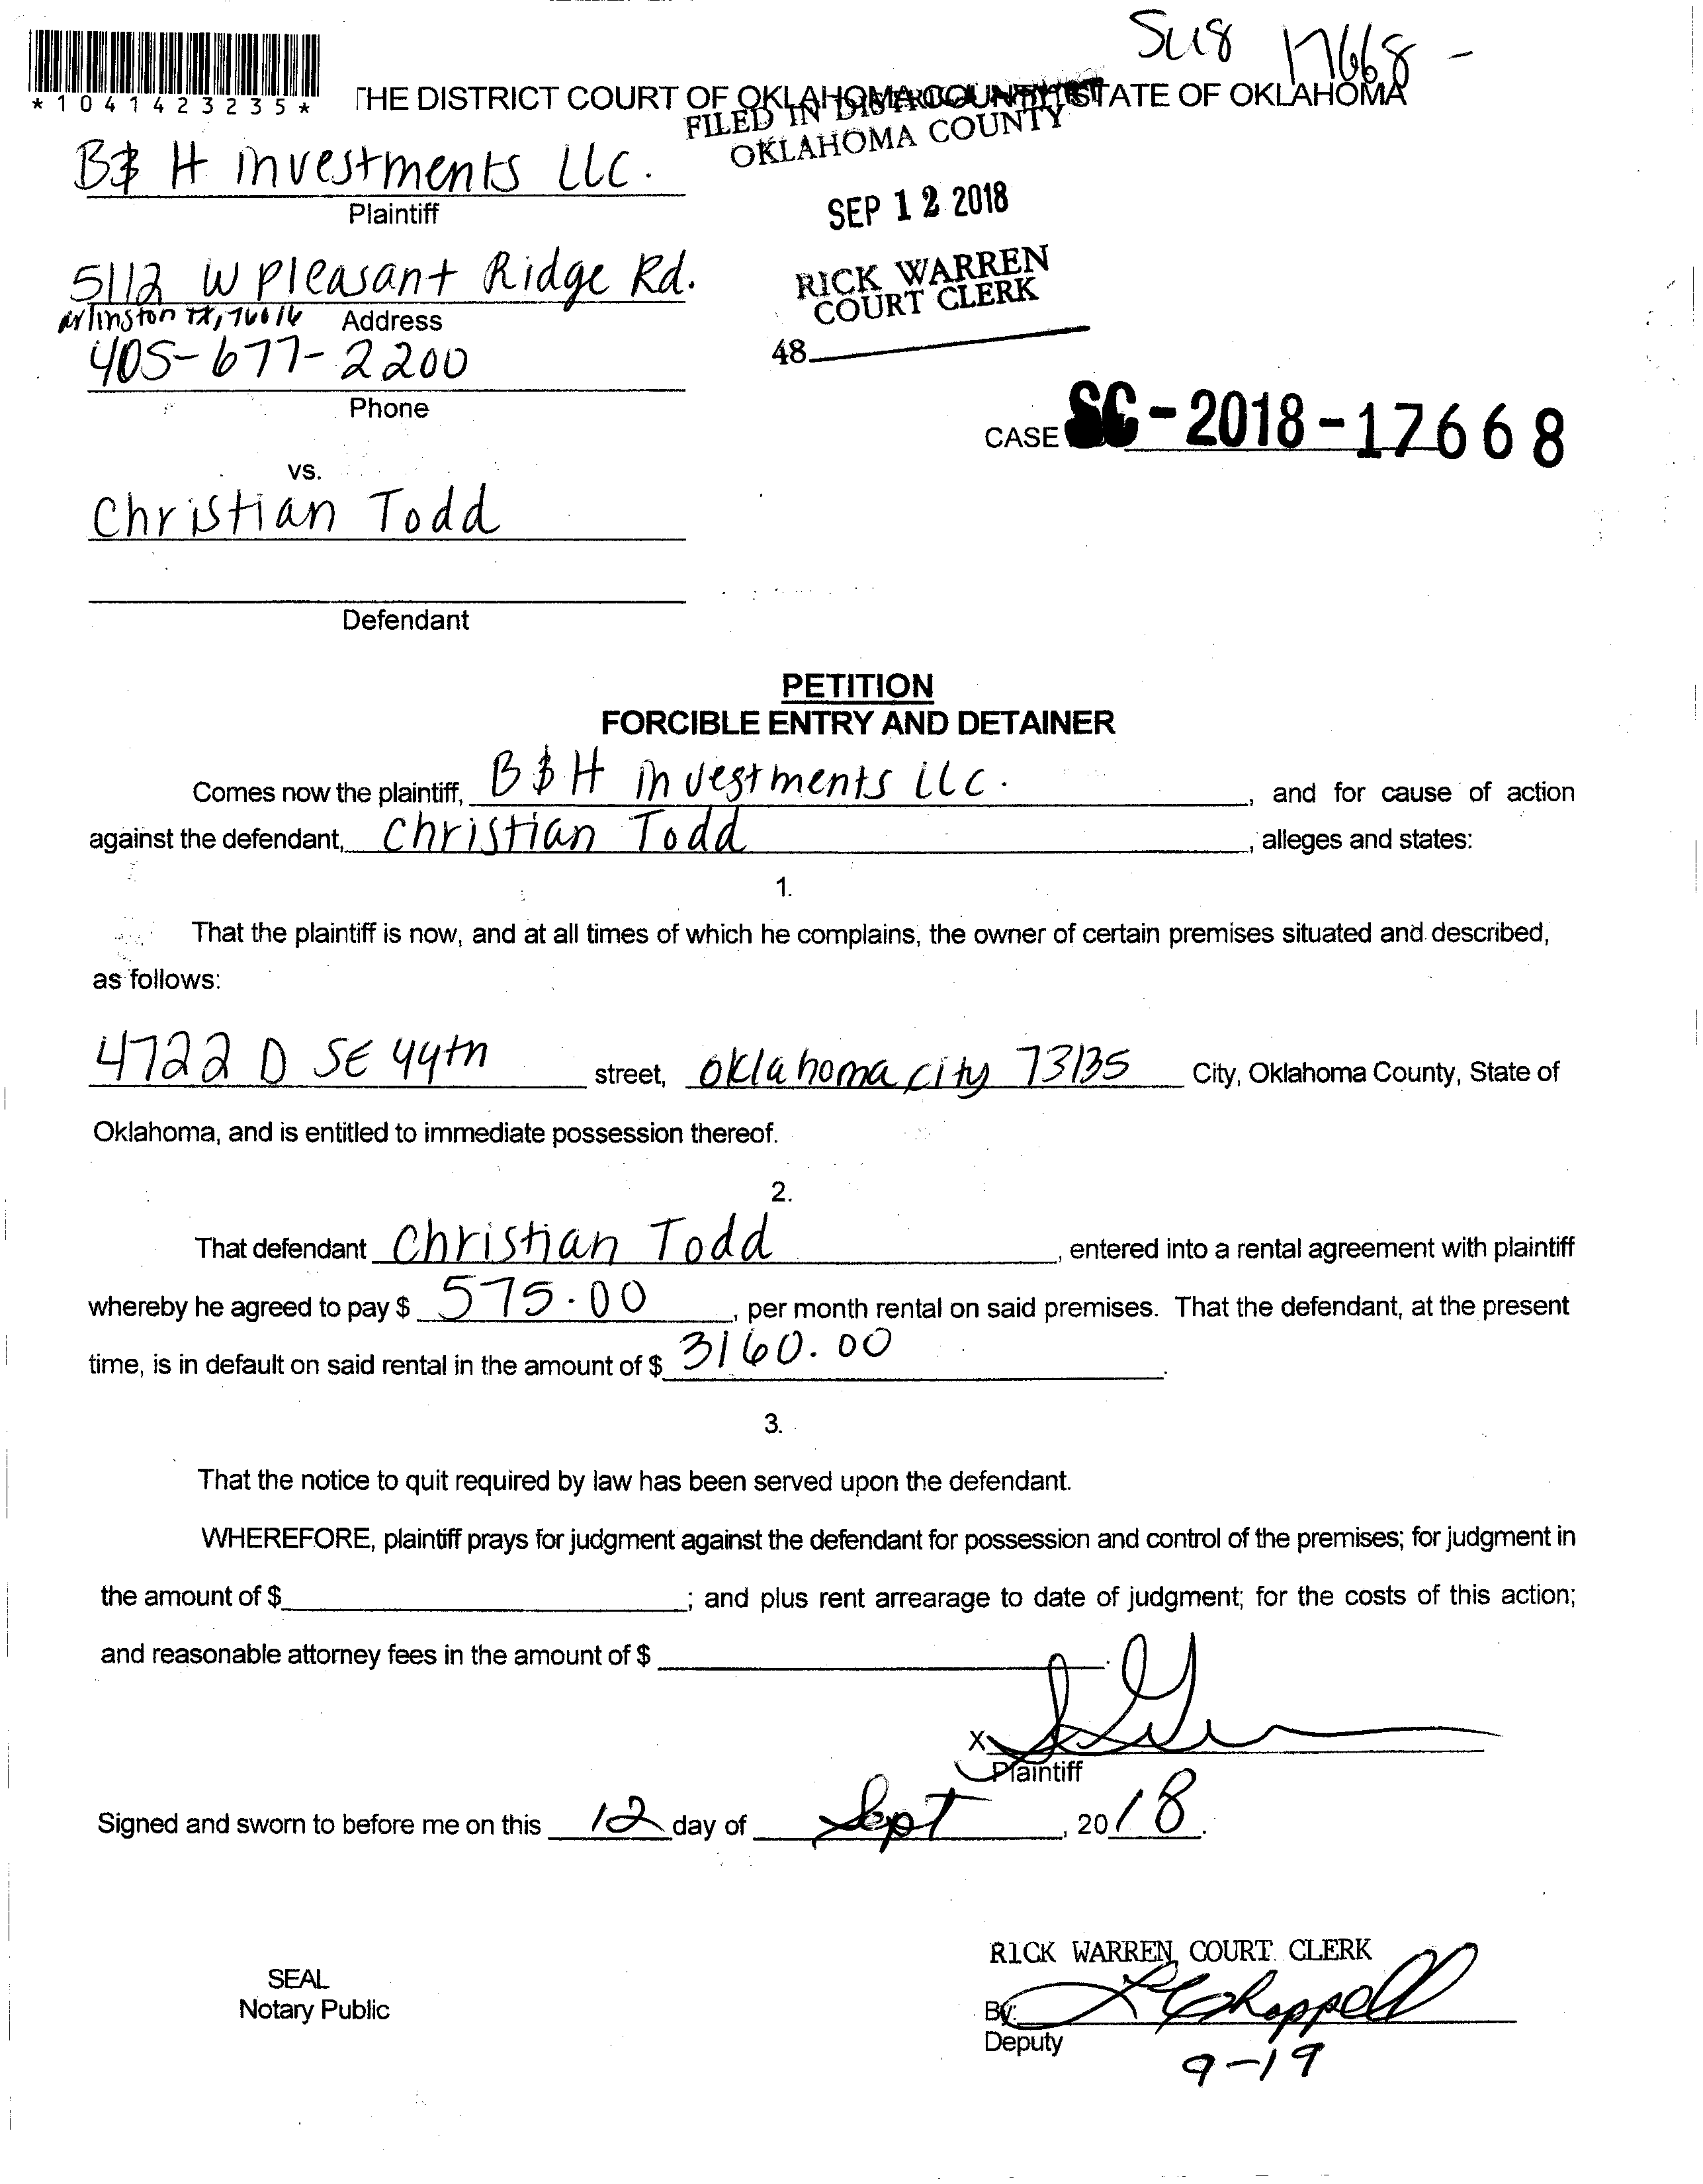 Su8 17668 -
*1041423235*
THE DISTRICT COURT OF OKLAHOMA COUNTY, STATE OF OKLAHOMA
FILED IN DISTRICT COURT
OKLAHOMA COUNTY
B$ H investments LLC.
Plaintiff
SEP 12 2018
5112 W Pleasant Ridge Rd.
RICK WARREN
COURT CLERK
arlinston TX, 76016 Address
405-677-2200
48
Phone
CASE SC-2018-17668
vs.
Christian Todd
Defendant
PETITION
FORCIBLE ENTRY AND DETAINER
Comes now the plaintiff, B$H investments LLC. , and for cause of action
against the defendant, Christian Todd , alleges and states:
1.
That the plaintiff is now, and at all times of which he complains, the owner of certain premises situated and described,
as follows:
4722 D SE 44th street, oklahoma city 73135 City, Oklahoma County, State of
Oklahoma, and is entitled to immediate possession thereof.
2.
That defendant Christian Todd , entered into a rental agreement with plaintiff
whereby he agreed to pay $ 575.00 , per month rental on said premises. That the defendant, at the present
time, is in default on said rental in the amount of $ 3160.00 .
3.
That the notice to quit required by law has been served upon the defendant.
WHEREFORE, plaintiff prays for judgment against the defendant for possession and control of the premises; for judgment in
the amount of $ ; and plus rent arrearage to date of judgment; for the costs of this action;
and reasonable attorney fees in the amount of $ .
X
Plaintiff
Signed and sworn to before me on this 12 day of Sept , 2018.
RICK WARREN, COURT CLERK
SEAL
Notary Public
By: Chappell
Deputy
9-19